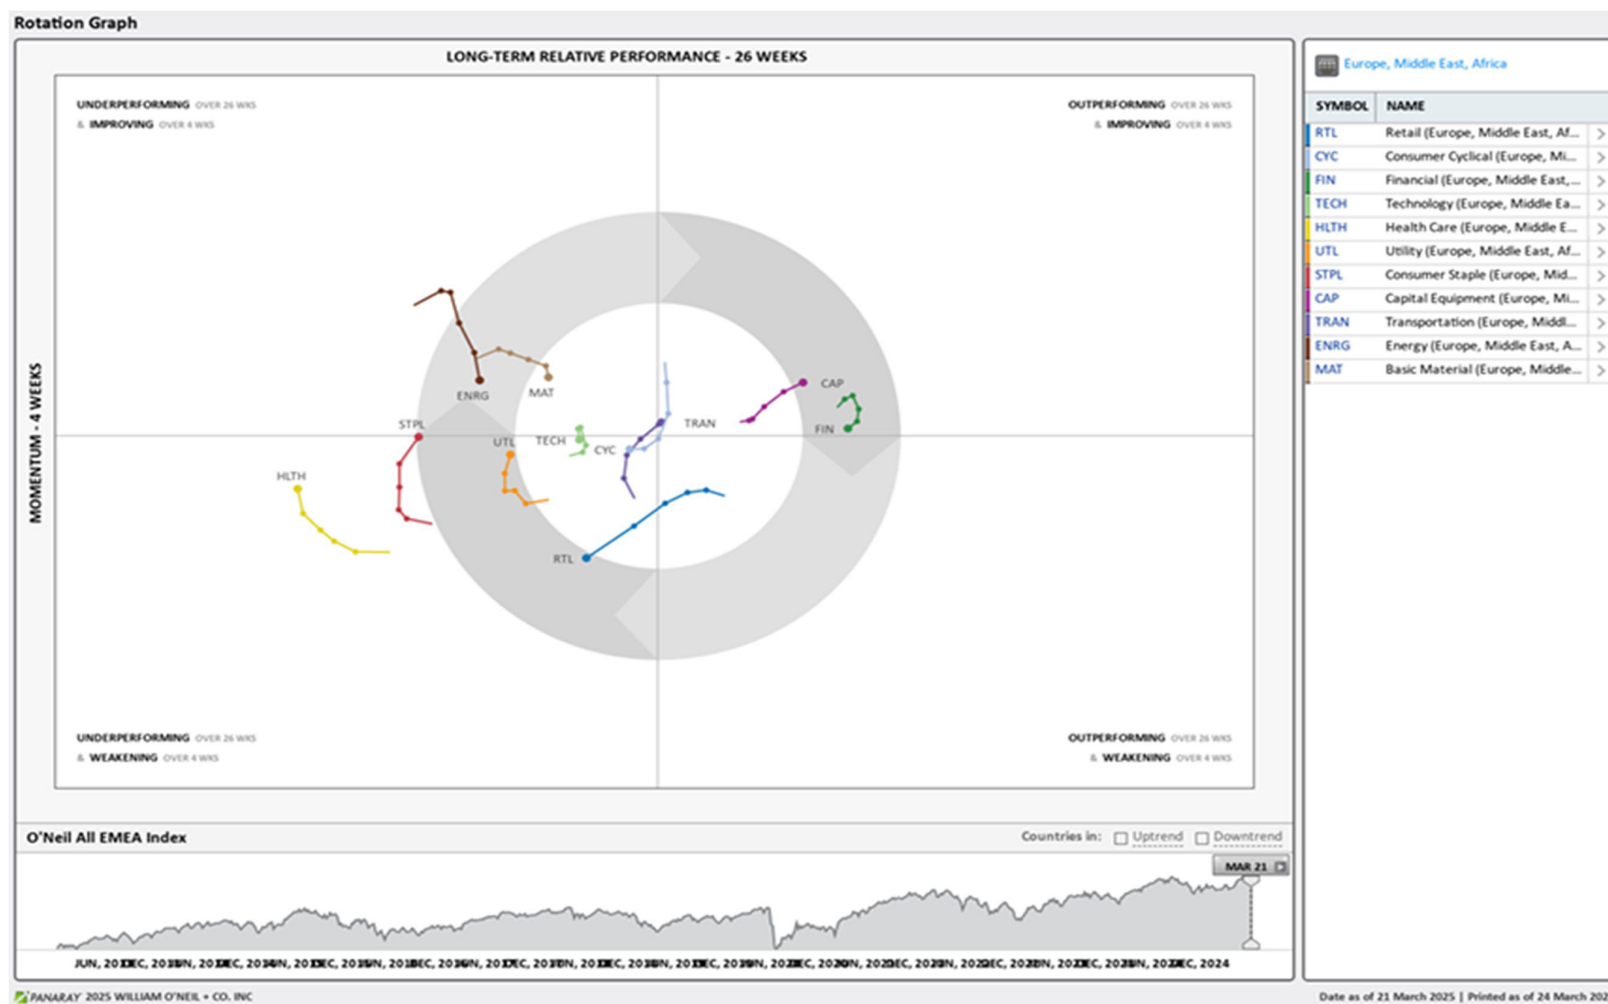 Rotation Graph
LONG-TERM RELATIVE PERFORMANCE - 26 WEEKS
UNDERPERFORMING OVER 26 WKS
& IMPROVING OVER 4 WKS
OUTPERFORMING OVER 26 WKS
& IMPROVING OVER 4 WKS
MOMENTUM - 4 WEEKS
ENRG
MAT
CAP
FIN
STPL
TRAN
UTL
TECH
CYC
HLTH
RTL
UNDERPERFORMING OVER 26 WKS
& WEAKENING OVER 4 WKS
OUTPERFORMING OVER 26 WKS
& WEAKENING OVER 4 WKS
O'Neil All EMEA Index
Countries in: Uptrend Downtrend
MAR 21
JUN, DEC, 2024
PANARAY 2025 WILLIAM O'NEIL + CO. INC
Europe, Middle East, Africa
SYMBOL NAME
RTL Retail (Europe, Middle East, Af...
CYC Consumer Cyclical (Europe, Mi...
FIN Financial (Europe, Middle East,...
TECH Technology (Europe, Middle Ea...
HLTH Health Care (Europe, Middle E...
UTL Utility (Europe, Middle East, Af...
STPL Consumer Staple (Europe, Mid...
CAP Capital Equipment (Europe, Mi...
TRAN Transportation (Europe, Middl...
ENRG Energy (Europe, Middle East, A...
MAT Basic Material (Europe, Middle...
Date as of 21 March 2025 | Printed as of 24 March 202